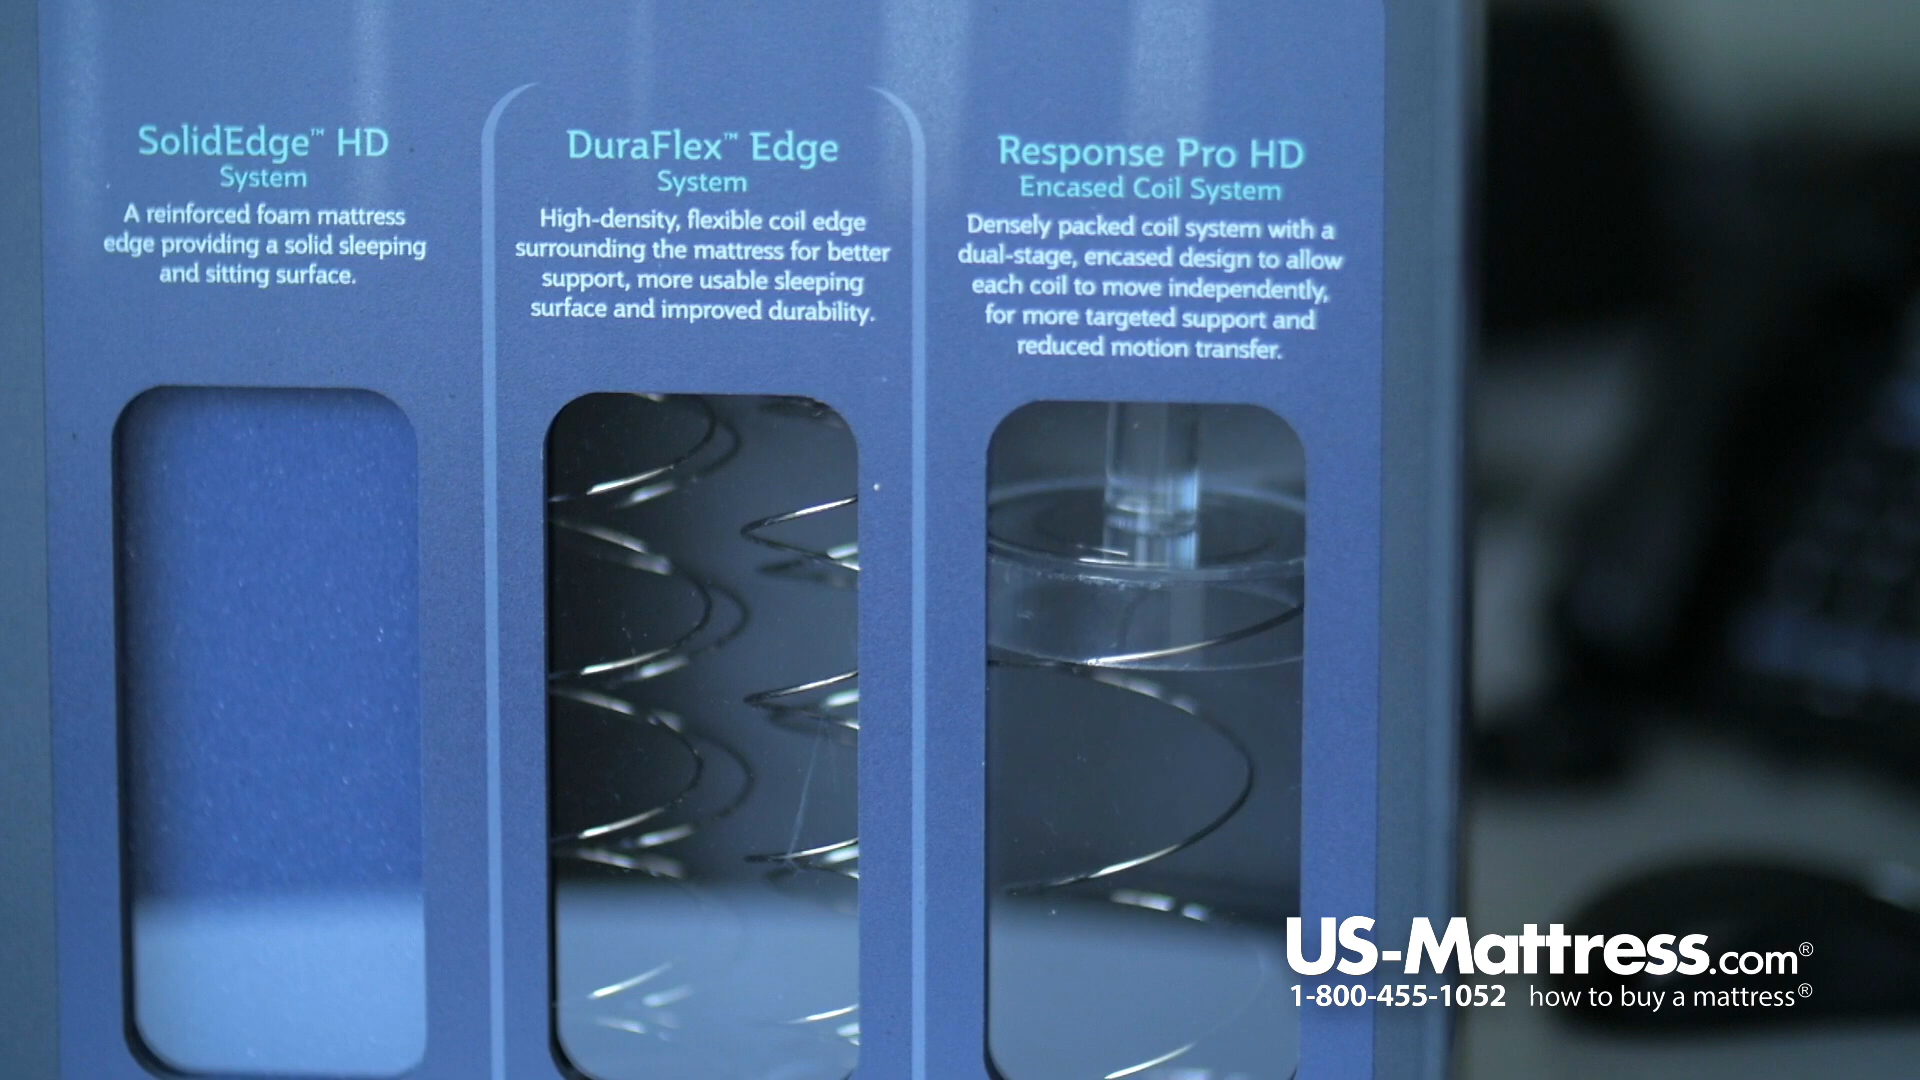 SolidEdge™ HD
System
A reinforced foam mattress
edge providing a solid sleeping
and sitting surface.
DuraFlex™ Edge
System
High-density, flexible coil edge
surrounding the mattress for better
support, more usable sleeping
surface and improved durability.
Response Pro HD
Encased Coil System
Densely packed coil system with a
dual-stage, encased design to allow
each coil to move independently,
for more targeted support and
reduced motion transfer.
US-Mattress.com®
1-800-455-1052 how to buy a mattress®